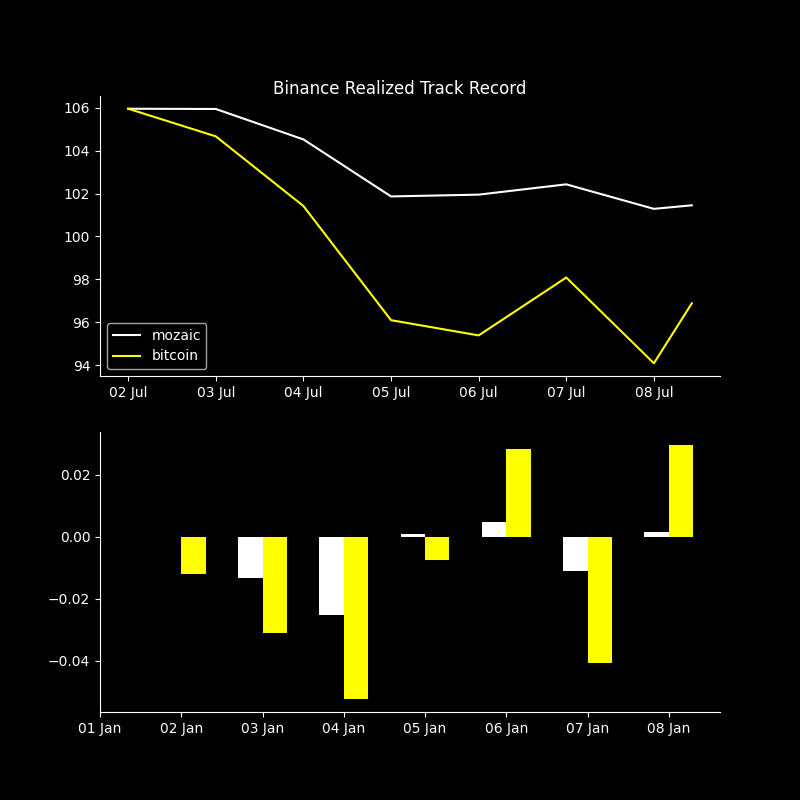 Binance Realized Track Record
106
104
102
100
98
96
94
mozaic
bitcoin
02 Jul 03 Jul 04 Jul 05 Jul 06 Jul 07 Jul 08 Jul
0.02
0.00
−0.02
−0.04
01 Jan 02 Jan 03 Jan 04 Jan 05 Jan 06 Jan 07 Jan 08 Jan